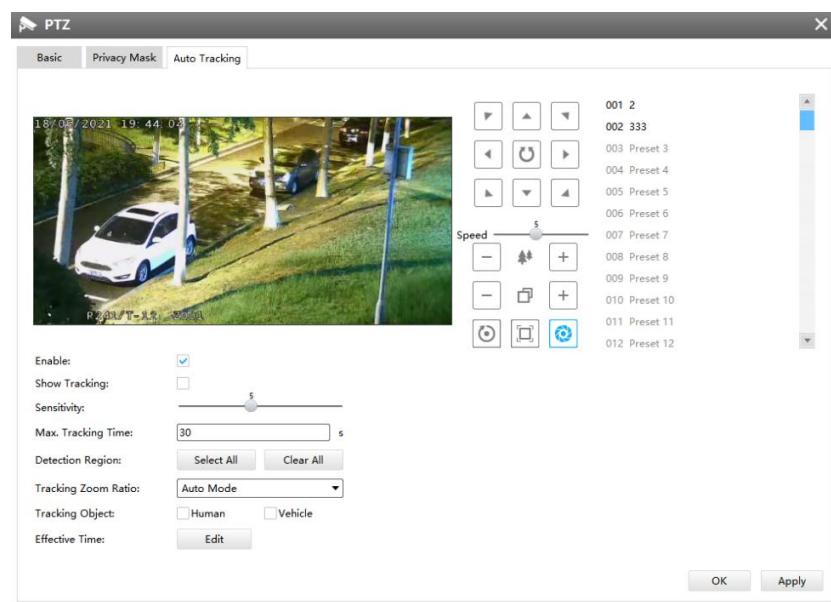 PTZ
Basic Privacy Mask Auto Tracking
19:44:04
001 2
002 333
003 Preset 3
004 Preset 4
005 Preset 5
006 Preset 6
007 Preset 7
008 Preset 8
009 Preset 9
010 Preset 10
011 Preset 11
012 Preset 12
5
Speed
Enable:
Show Tracking:
5
Sensitivity:
Max. Tracking Time: 30 s
Detection Region: Select All Clear All
Tracking Zoom Ratio: Auto Mode
Tracking Object: Human Vehicle
Effective Time: Edit
OK Apply